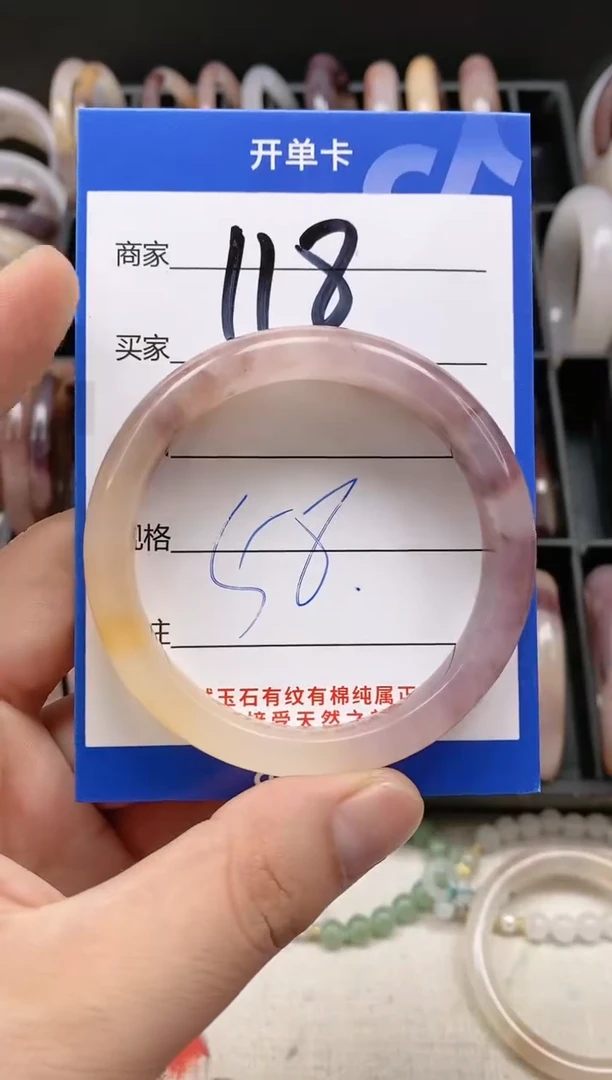 开单卡
商家 118
买家
格 58.
玉石有纹有棉纯属正
接受天然之